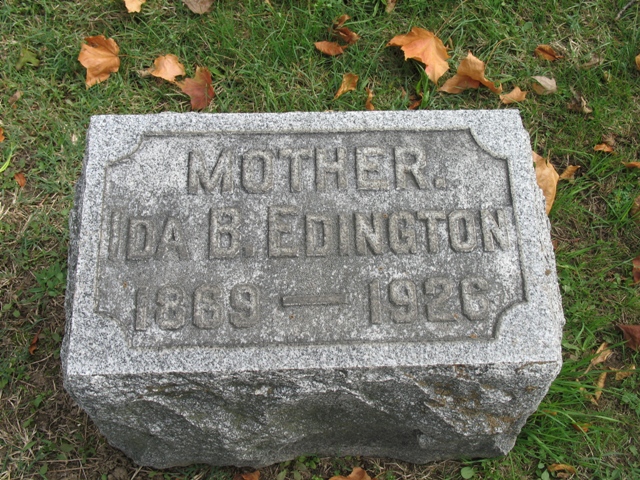 MOTHER.
IDA B. EDINGTON
1869 — 1926